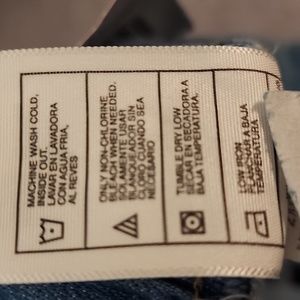 MACHINE WASH COLD,
INSIDE OUT.
LAVAR EN LAVADORA
CON AGUA FRIA,
AL REVES
ONLY NON-CHLORINE
BLEACH WHEN NEEDED.
SOLAMENTE USAR
BLANQUEADOR SIN
CLORO CUANDO SEA
NECESARIO
TUMBLE DRY LOW
SECAR EN SECADORA A
BAJA TEMPERATURA.
LOW IRON
PLANCHAR A BAJA
TEMPERATURA